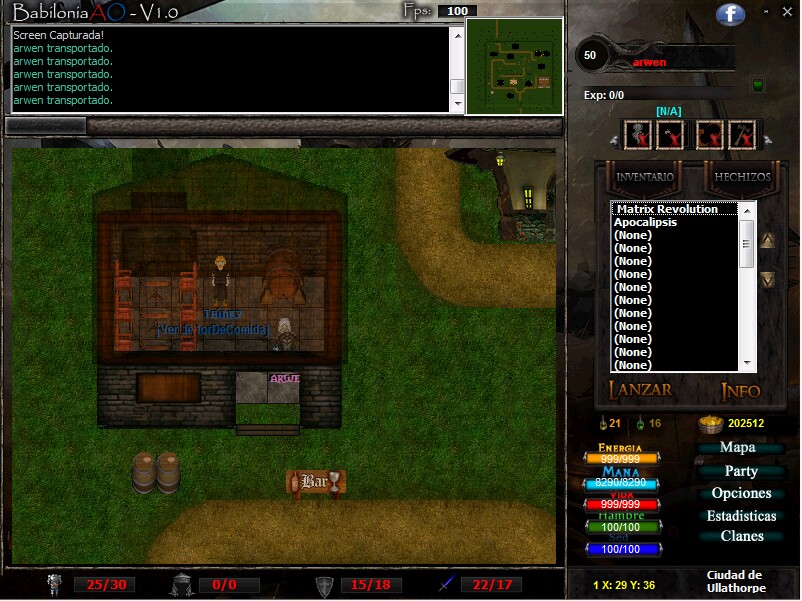 BabiloniaAO - V1.0
Fps: 100
Screen Capturada!
arwen transportado.
arwen transportado.
arwen transportado.
arwen transportado.
arwen transportado.
50
arwen
Exp: 0/0
[N/A]
INVENTARIO
HECHIZOS
Matrix Revolution
Apocalipsis
(None)
(None)
(None)
(None)
(None)
(None)
(None)
(None)
(None)
(None)
(None)
LANZAR
INFO
21
16
202512
ENERGIA
999/999
MANA
8290/8290
VIDA
999/999
Hambre
100/100
Sed
100/100
Mapa
Party
Opciones
Estadisticas
Clanes
Bar
25/30
0/0
15/18
22/17
1 X: 29 Y: 36
Ciudad de
Ullathorpe